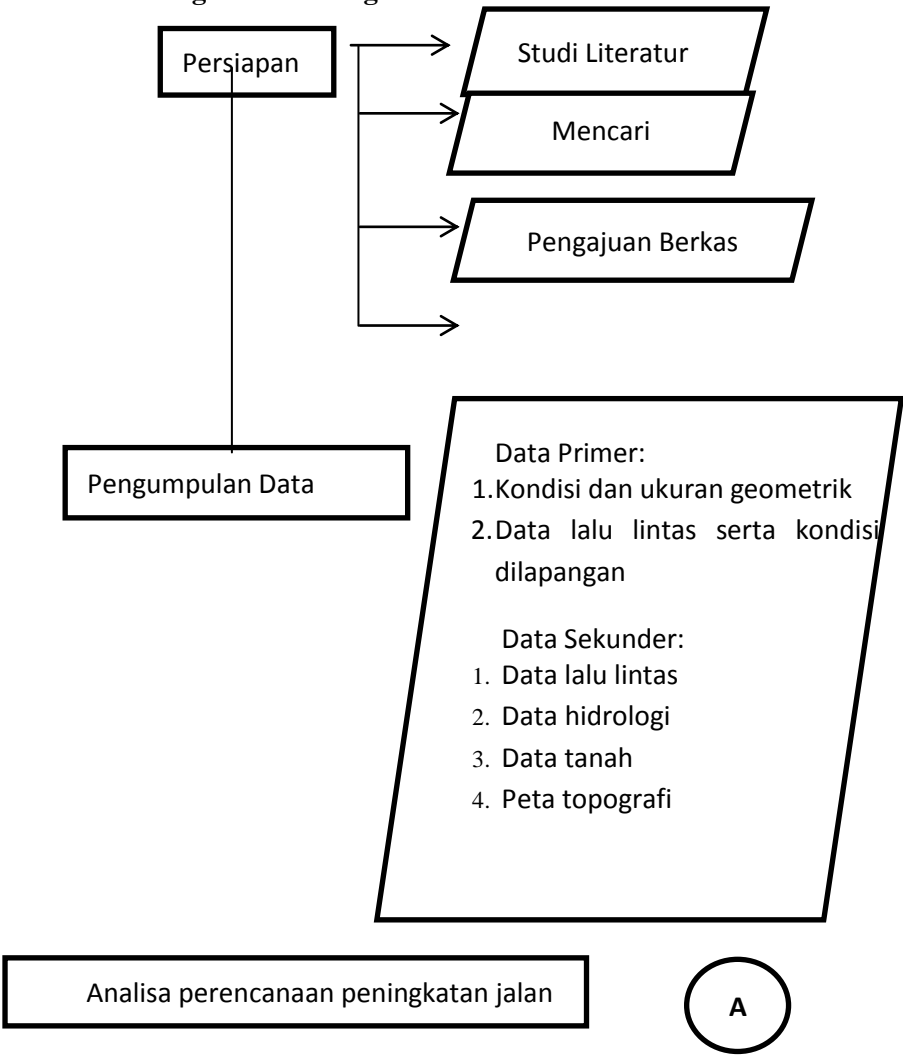 Persiapan
Studi Literatur
Mencari
Pengajuan Berkas
Pengumpulan Data
Data Primer:
1.Kondisi dan ukuran geometrik
2.Data lalu lintas serta kondisi
dilapangan
Data Sekunder:
1. Data lalu lintas
2. Data hidrologi
3. Data tanah
4. Peta topografi
Analisa perencanaan peningkatan jalan
A